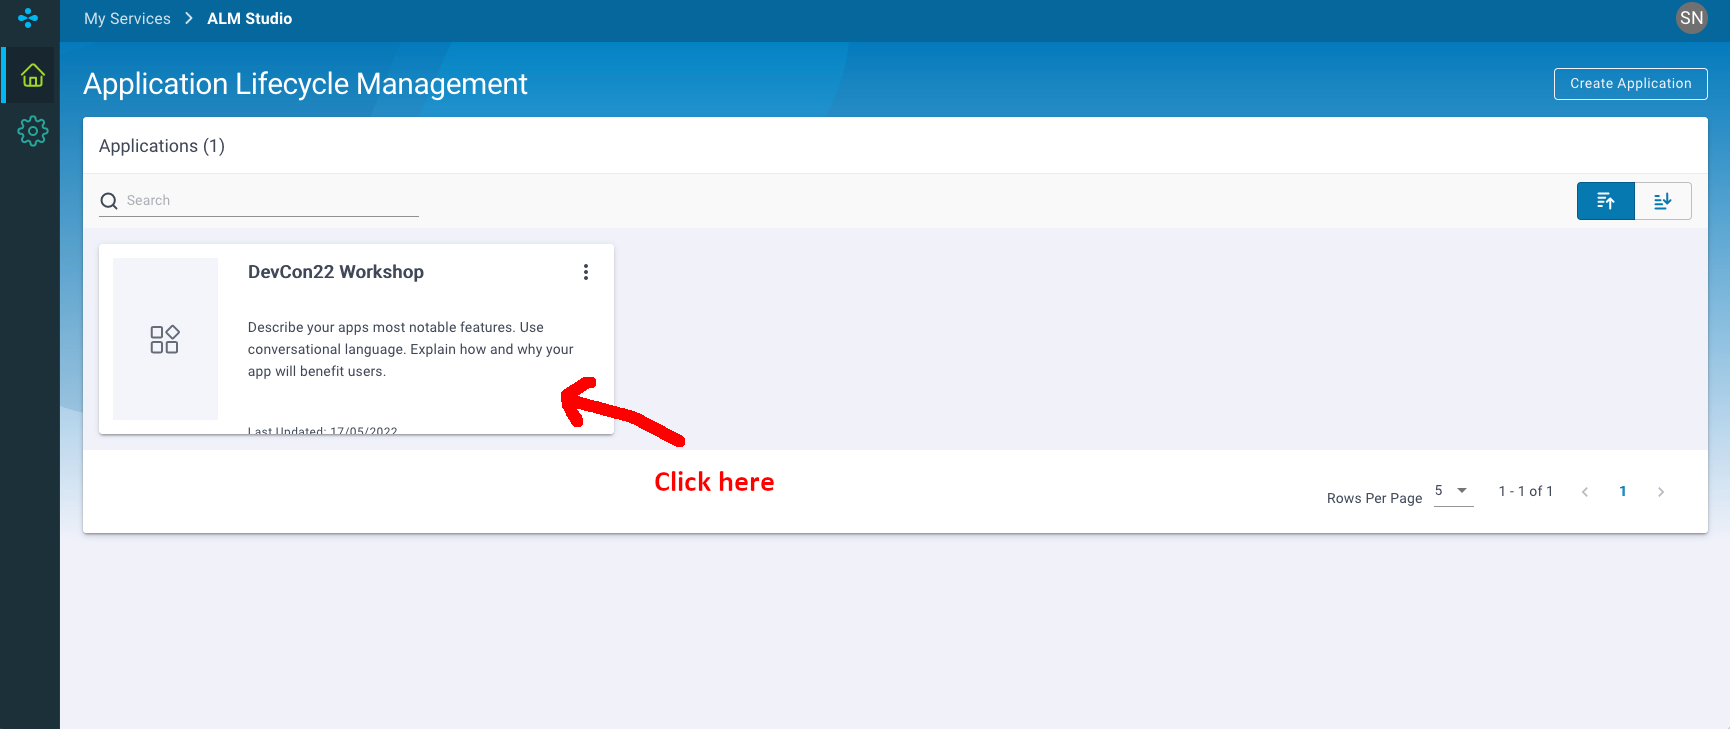 My Services > ALM Studio
SN
Application Lifecycle Management
Create Application
Applications (1)
Search
DevCon22 Workshop
Describe your apps most notable features. Use
conversational language. Explain how and why your
app will benefit users.
Last Updated: 17/05/2022
Click here
Rows Per Page 5 1 - 1 of 1 < 1 >